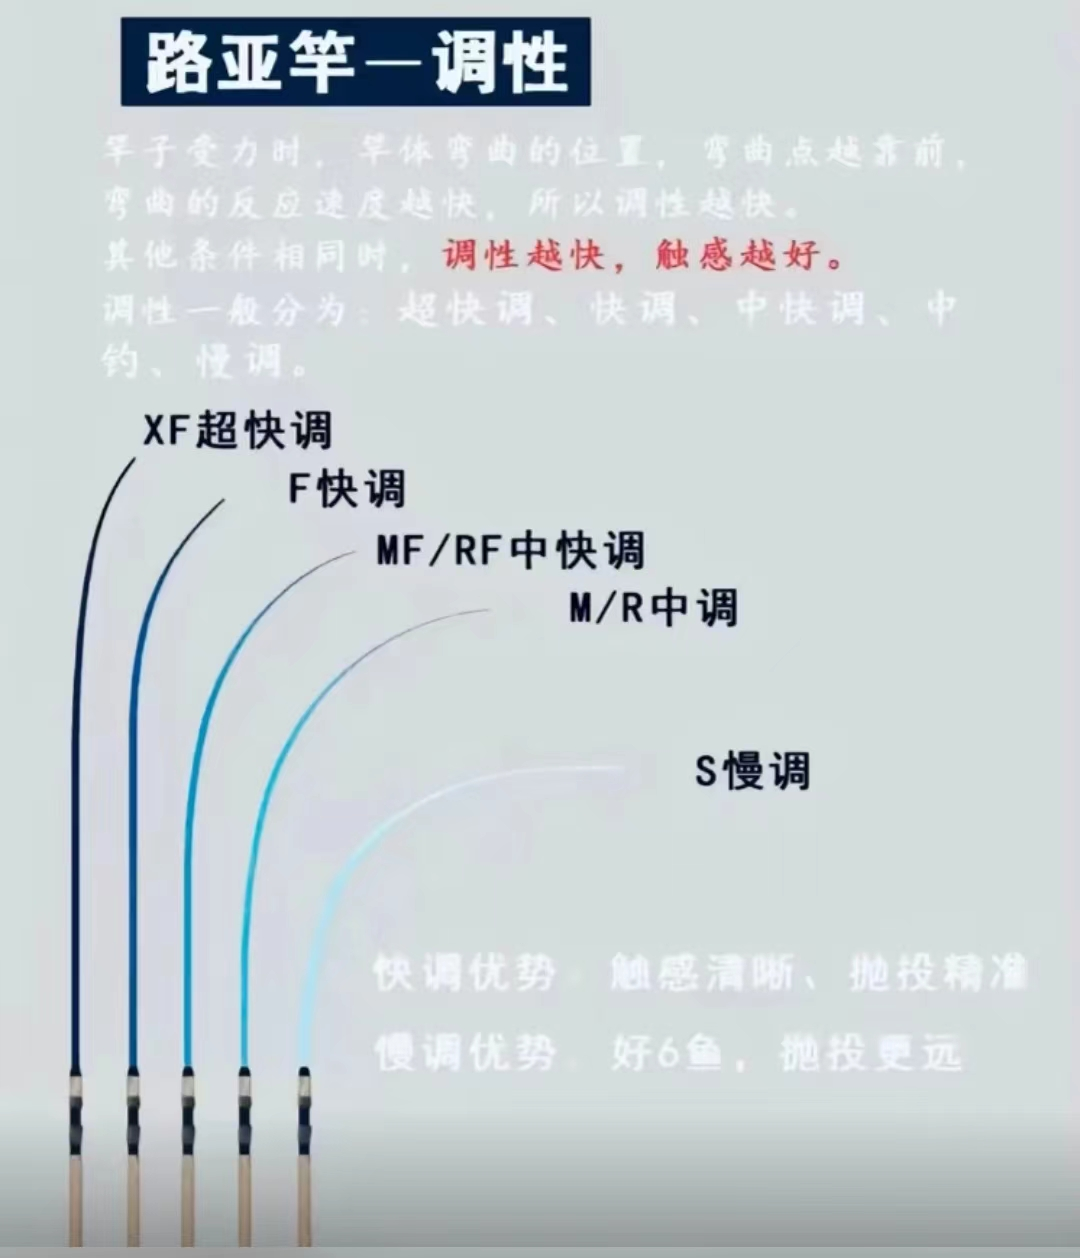 路亚竿—调性
竿子受力时，竿体弯曲的位置，弯曲点越靠前，
弯曲的反应速度越快，所以调性越快。
其他条件相同时，调性越快，触感越好。
调性一般分为：超快调、快调、中快调、中
钓、慢调。
XF超快调
F快调
MF/RF中快调
M/R中调
S慢调
快调优势：触感清晰、抛投精准
慢调优势：好6鱼，抛投更远